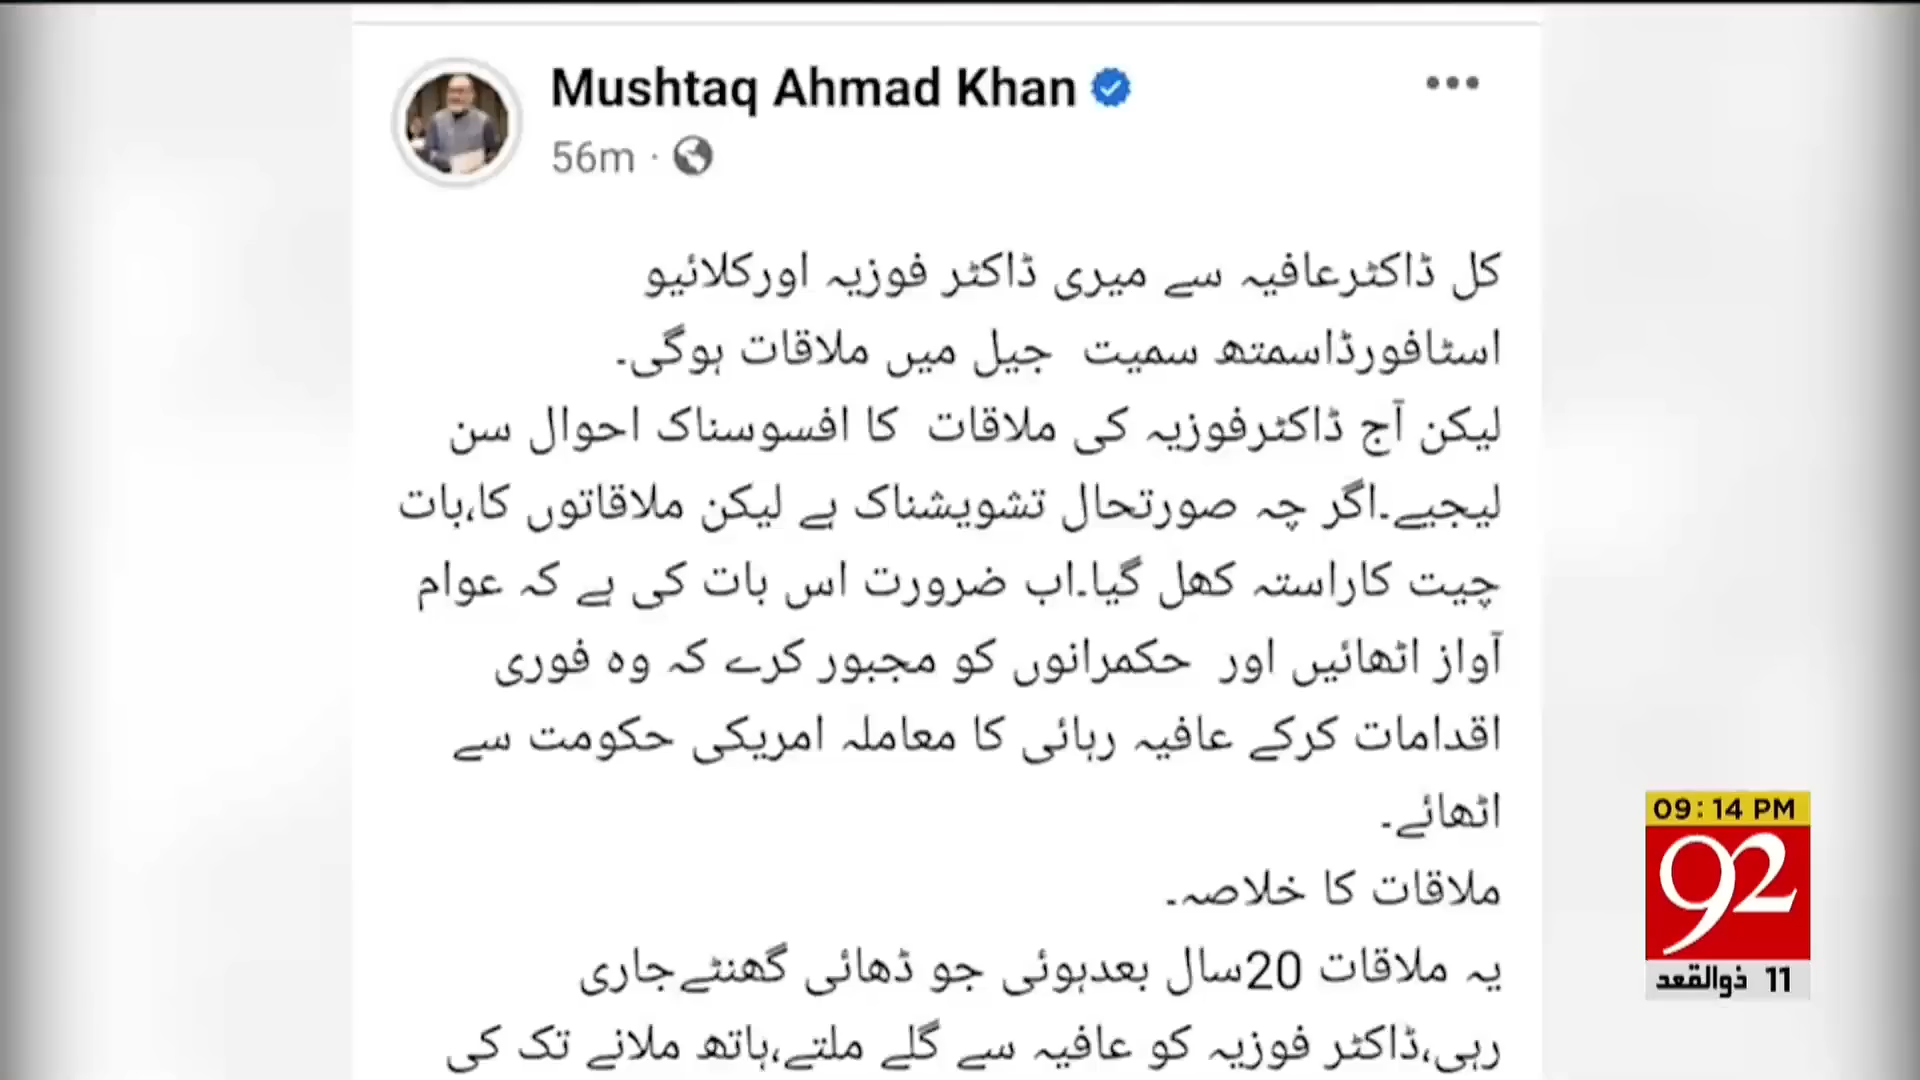 Mushtaq Ahmad Khan
56m ·
کل ڈاکٹرعافیہ سے میری ڈاکٹر فوزیہ اورکلائیو
اسٹافورڈاسمتھ سمیت جیل میں ملاقات ہوگی۔
لیکن آج ڈاکٹرفوزیہ کی ملاقات کا افسوسناک احوال سن
لیجیے۔اگر چہ صورتحال تشویشناک ہے لیکن ملاقاتوں کا،بات
چیت کاراستہ کھل گیا۔اب ضرورت اس بات کی ہے کہ عوام
آواز اٹھائیں اور حکمرانوں کو مجبور کرے کہ وہ فوری
اقدامات کرکے عافیہ رہائی کا معاملہ امریکی حکومت سے
اٹھائے۔
ملاقات کا خلاصہ۔
یہ ملاقات 20سال بعدہوئی جو ڈھائی گھنٹےجاری
رہی،ڈاکٹر فوزیہ کو عافیہ سے گلے ملتے،ہاتھ ملانے تک کی
09:14 PM
92
11 ذوالقعد